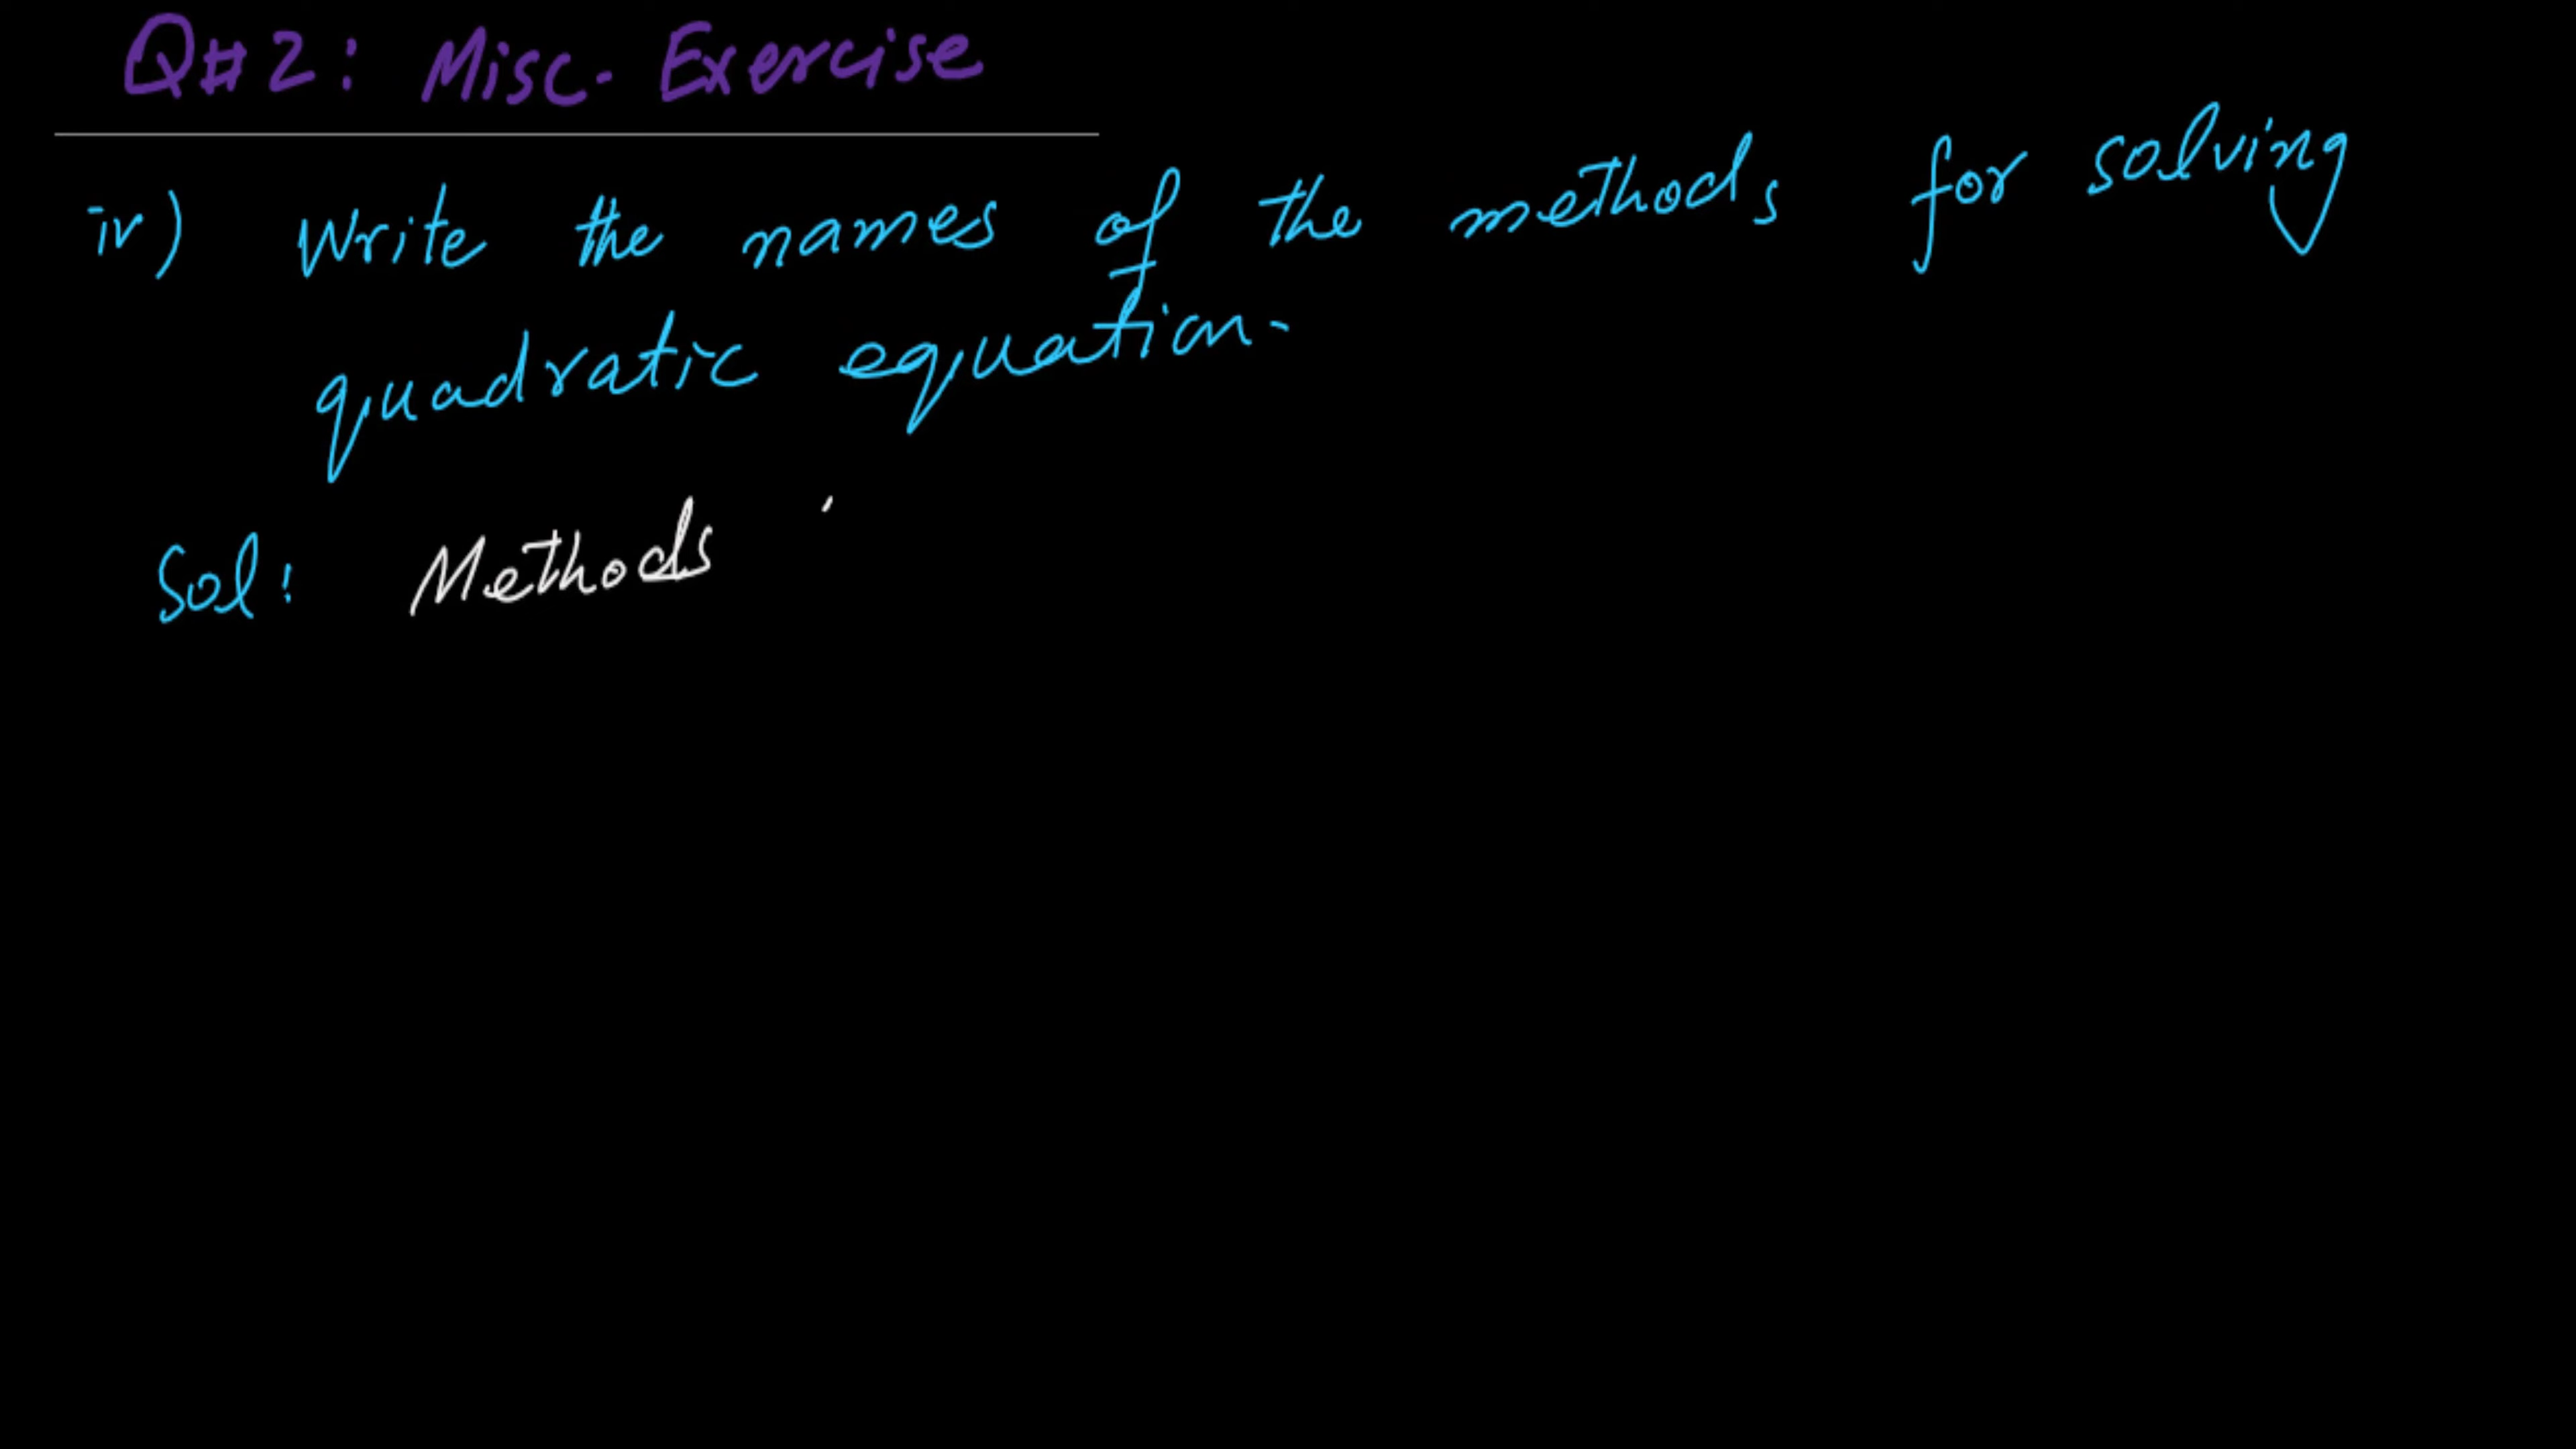 Q#2: Misc. Exercise
iv) Write the names of the methods for solving
quadratic equation.
Sol: Methods